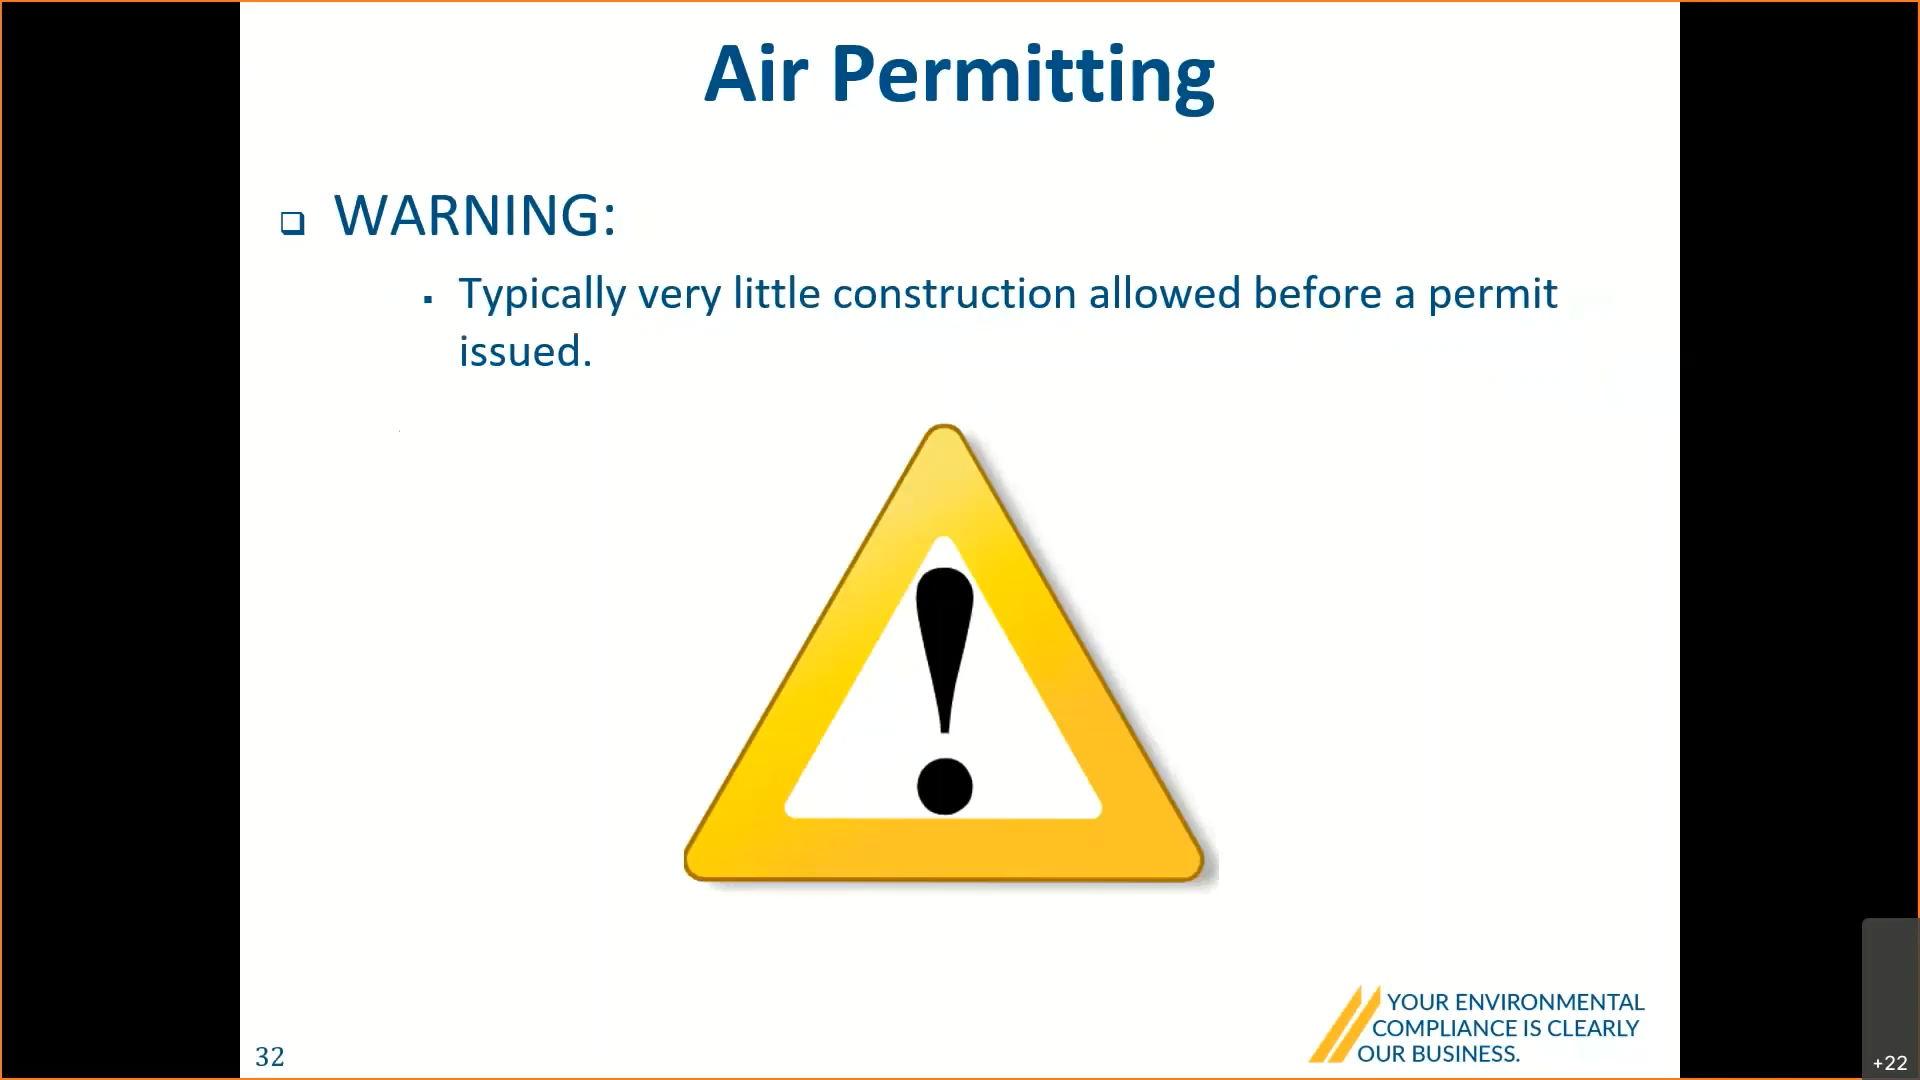 Air Permitting
WARNING:
Typically very little construction allowed before a permit
issued.
YOUR ENVIRONMENTAL
COMPLIANCE IS CLEARLY
OUR BUSINESS.
32
+22